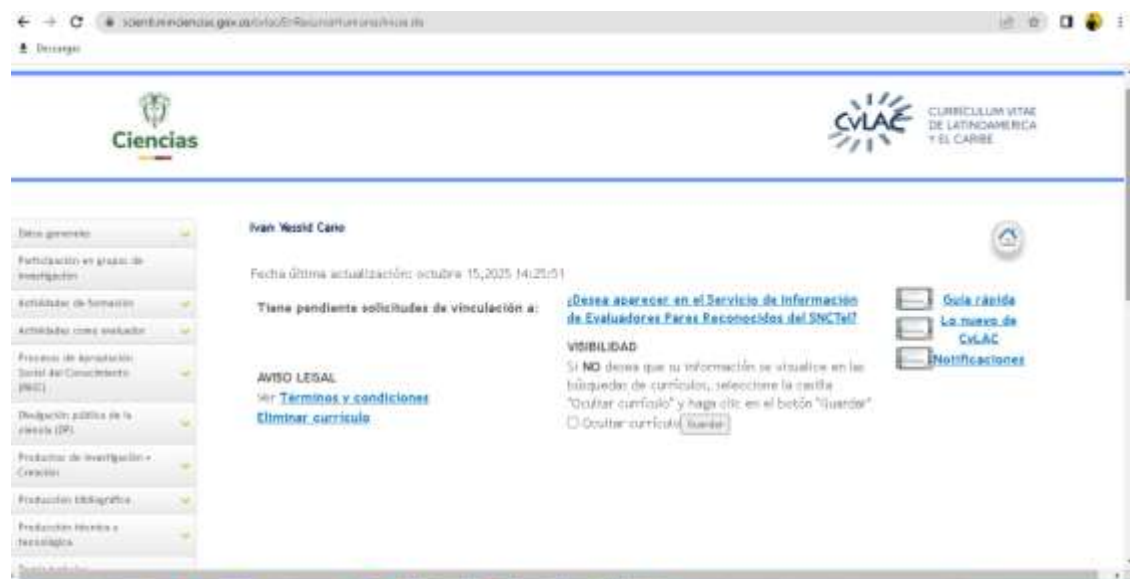 Descargar
Ciencias
CvLAC
CURRICULUM VITAE
DE LATINOAMERICA
Y EL CARIBE
Datos generales
Participación en grupos de
investigación
Actividades de formación
Actividades como evaluador
Procesos de Apropiación
Social del Conocimiento
Divulgación pública de la
ciencia
Productos de investigación +
Creación
Producción bibliográfica
Producción técnica y
tecnológica
Ivan Yessid Cano
Fecha última actualización: octubre 15,2025 14:25:51
Tiene pendiente solicitudes de vinculación a:
AVISO LEGAL
Ver Términos y condiciones
Eliminar currículo
¿Desea aparecer en el Servicio de Información
de Evaluadores Pares Reconocidos del SNCTeI?
VISIBILIDAD
Si NO desea que su información se visualice en las
búsquedas de currículos, seleccione la casilla
"Ocultar currículo" y haga clic en el botón "Guardar"
Ocultar currículo Guardar
Guía rápida
Lo nuevo de
CvLAC
Notificaciones